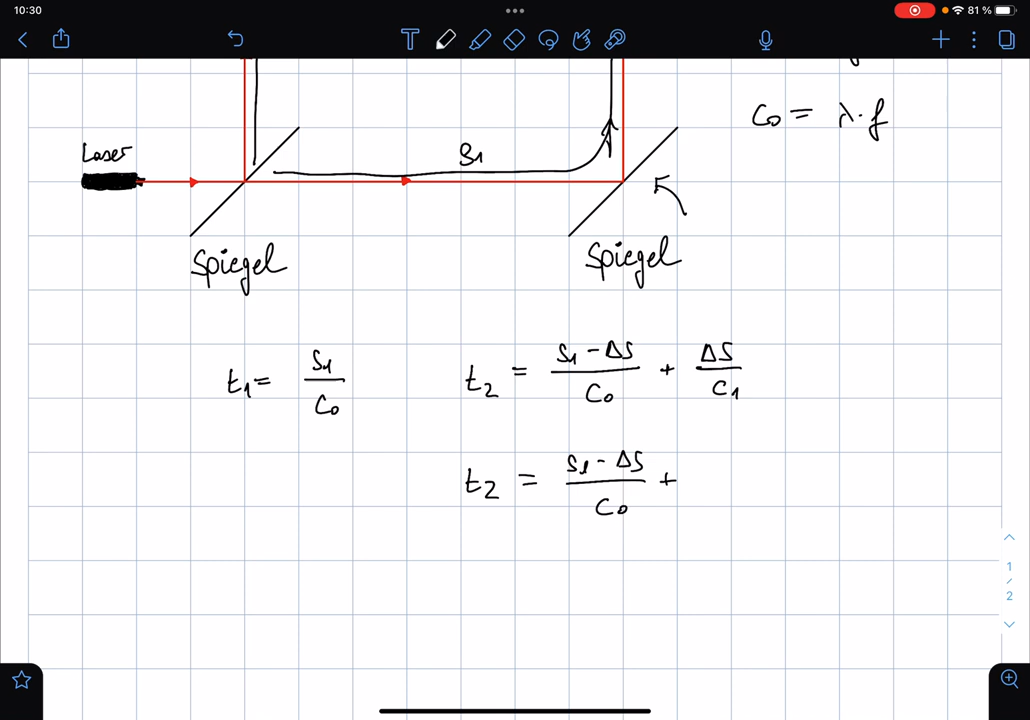 10:30 81 %
c₀ = λ·f
Laser
S₁
Spiegel Spiegel
t₁ = S₁/c₀ t₂ = (S₁ - ΔS)/c₀ + ΔS/c₁
t₂ = (S₁ - ΔS)/c₀ +
1
/
2